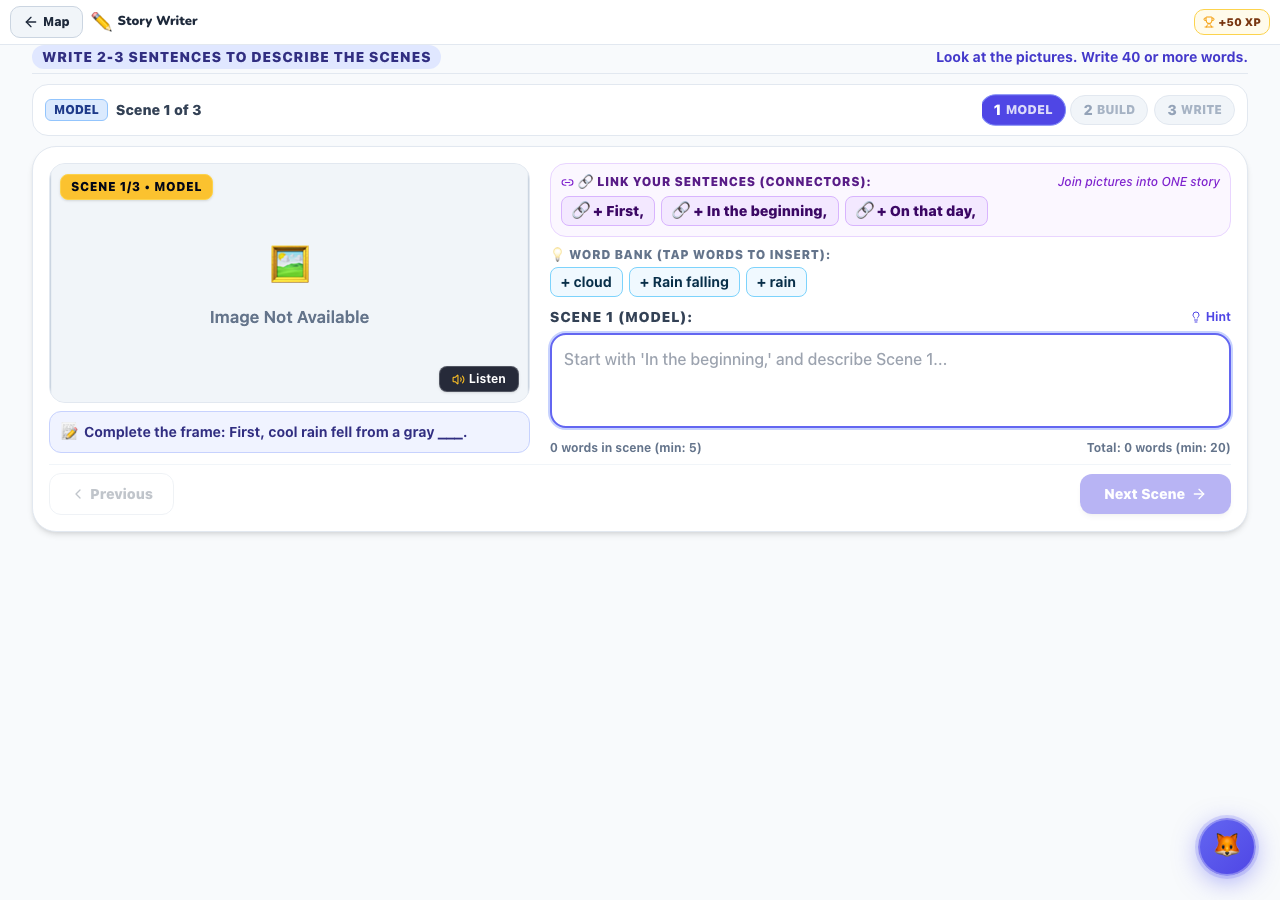 Map
Story Writer
+50 XP
WRITE 2-3 SENTENCES TO DESCRIBE THE SCENES
Look at the pictures. Write 40 or more words.
MODEL
Scene 1 of 3
1 MODEL
2 BUILD
3 WRITE
SCENE 1/3 • MODEL
Image Not Available
Listen
Complete the frame: First, cool rain fell from a gray ___.
LINK YOUR SENTENCES (CONNECTORS):
Join pictures into ONE story
+ First,
+ In the beginning,
+ On that day,
WORD BANK (TAP WORDS TO INSERT):
+ cloud
+ Rain falling
+ rain
SCENE 1 (MODEL):
Hint
Start with 'In the beginning,' and describe Scene 1...
0 words in scene (min: 5)
Total: 0 words (min: 20)
Previous
Next Scene